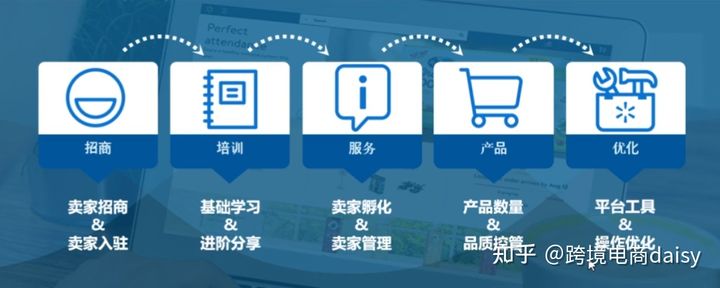 Perfect
attendan
招商
培训
服务
产品
优化
卖家招商
&
卖家入驻
基础学习
&
进阶分享
卖家孵化
&
卖家管理
产品数量
&
品质控管
平台工具
&
操作优化
知乎 @跨境电商daisy